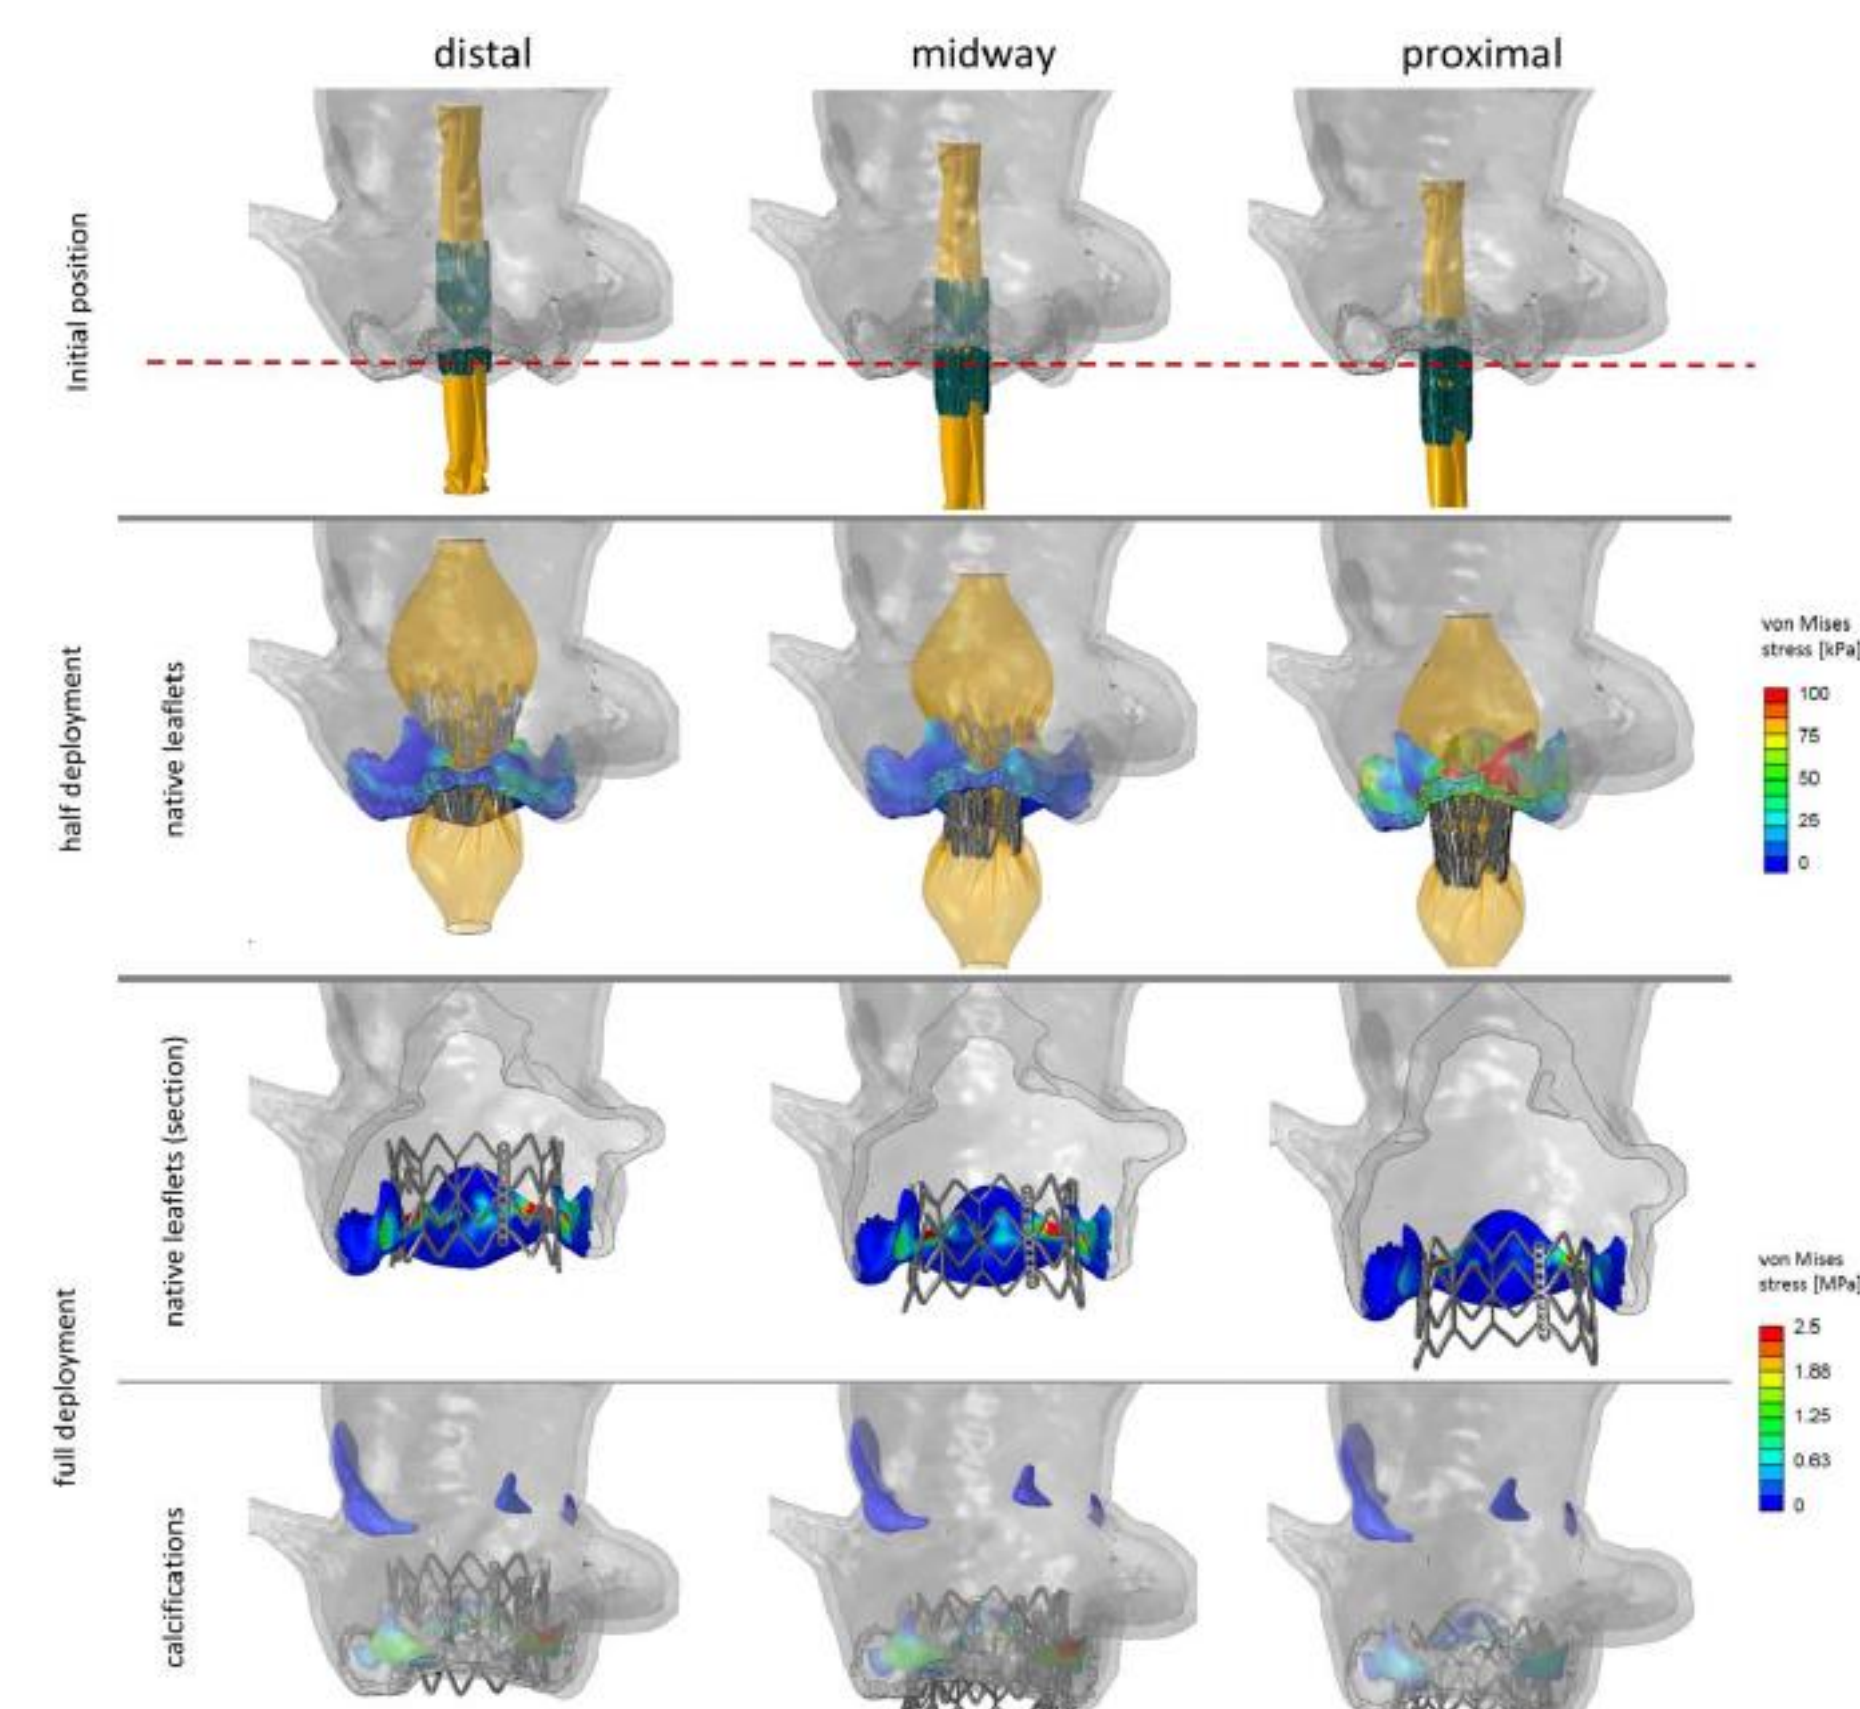 distal
midway
proximal
Initial position
half deployment
native leaflets
von Mises
stress [kPa]
100
75
50
25
0
full deployment
native leaflets (section)
von Mises
stress [MPa]
2.5
1.88
1.25
0.63
0
calcifications